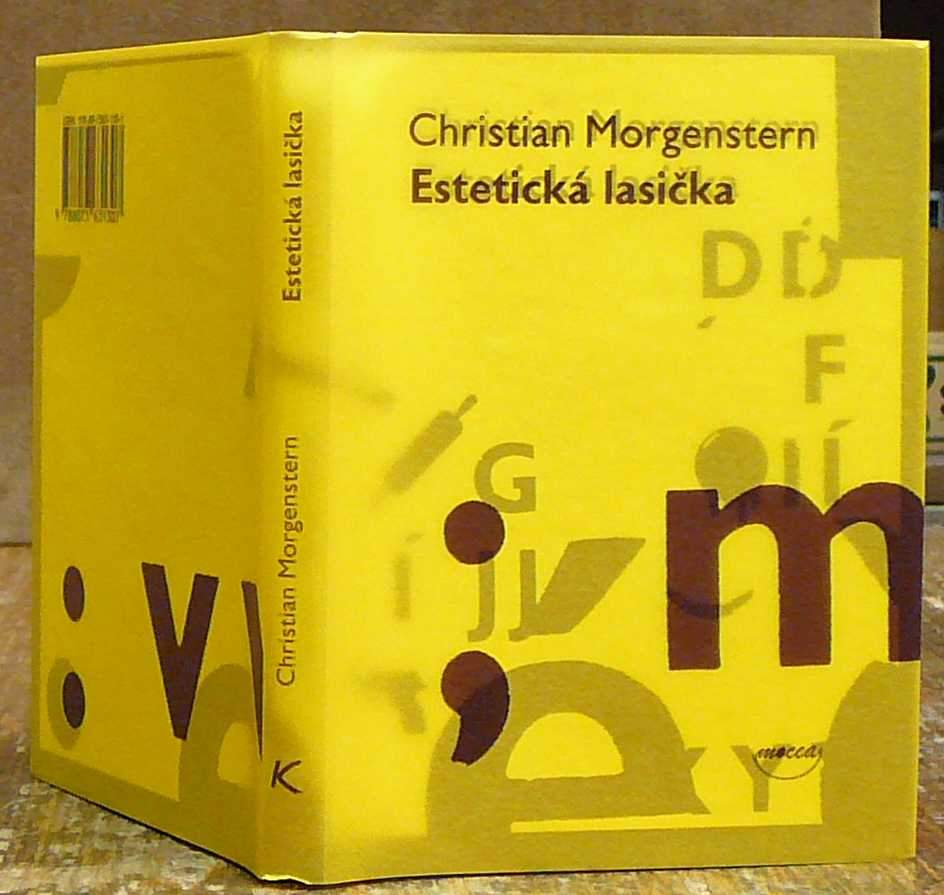 Christian Morgenstern
Estetická lasička
D Ď
F
G
m
;
mocca
Estetická lasička
Christian Morgenstern
K
:
v